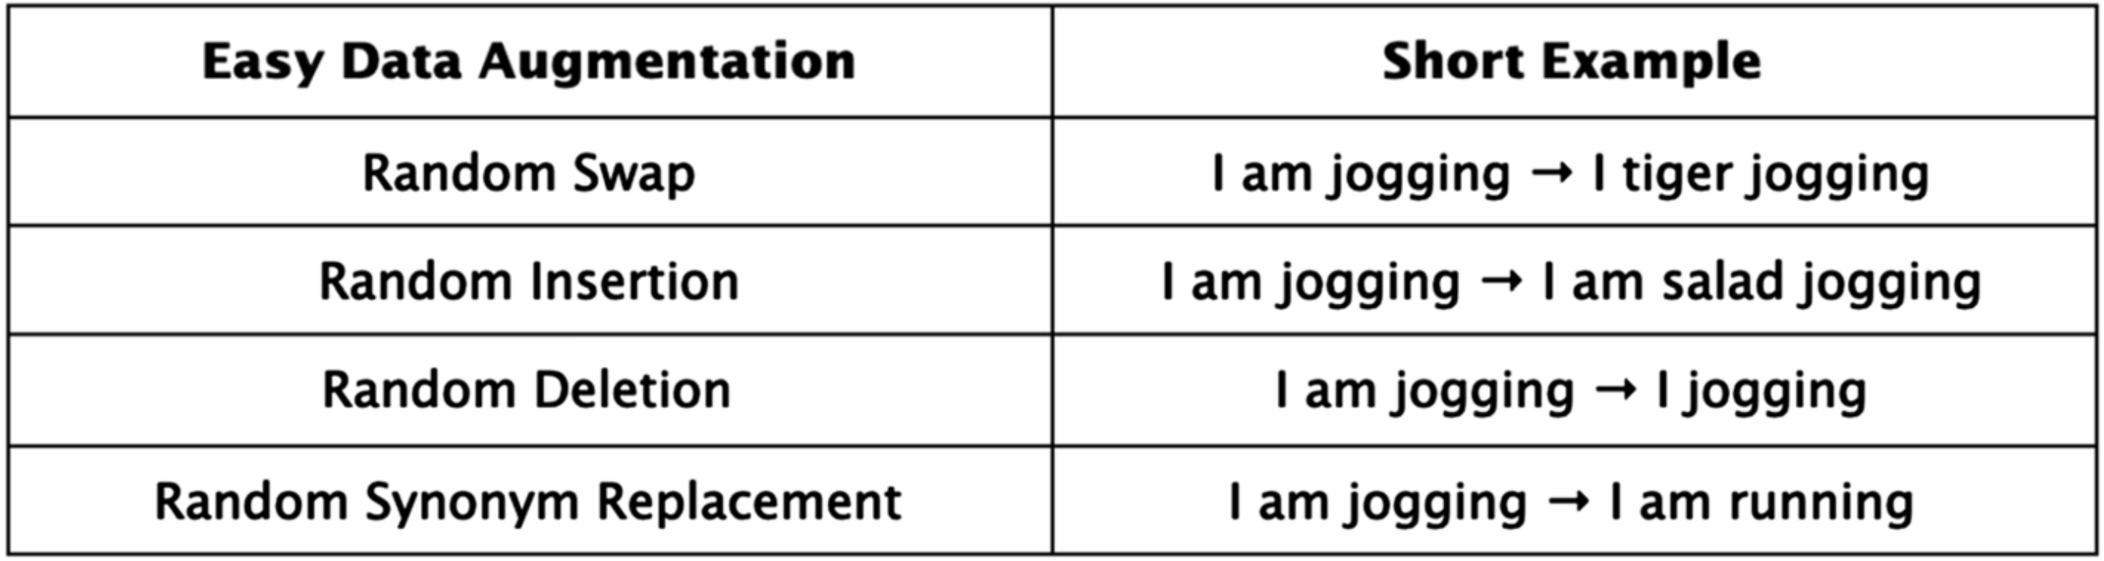 Easy Data Augmentation Short Example
Random Swap I am jogging → I tiger jogging
Random Insertion I am jogging → I am salad jogging
Random Deletion I am jogging → I jogging
Random Synonym Replacement I am jogging → I am running